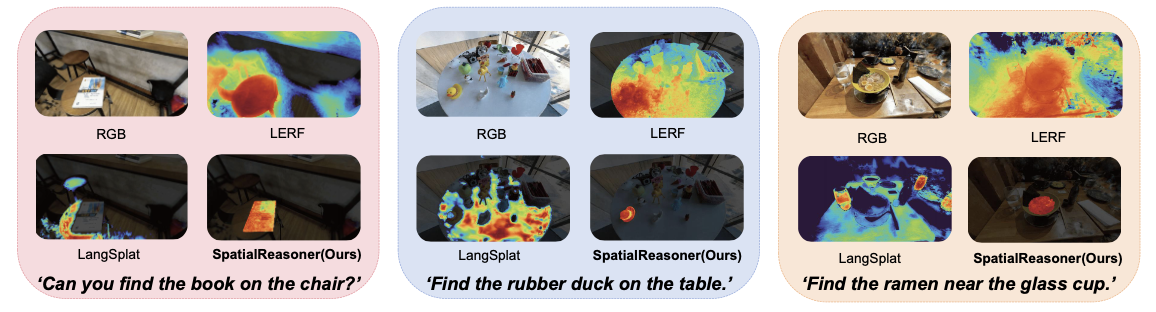 RGB
LERF
LangSplat
SpatialReasoner(Ours)
‘Can you find the book on the chair?’
RGB
LERF
LangSplat
SpatialReasoner(Ours)
‘Find the rubber duck on the table.’
RGB
LERF
LangSplat
SpatialReasoner(Ours)
‘Find the ramen near the glass cup.’